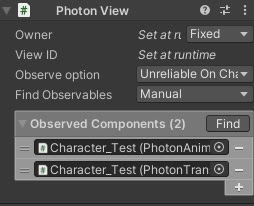 Photon View
Owner Set at ru Fixed
View ID Set at runtime
Observe option Unreliable On Cha
Find Observables Manual
Observed Components (2) Find
Character_Test (PhotonAnim
Character_Test (PhotonTran